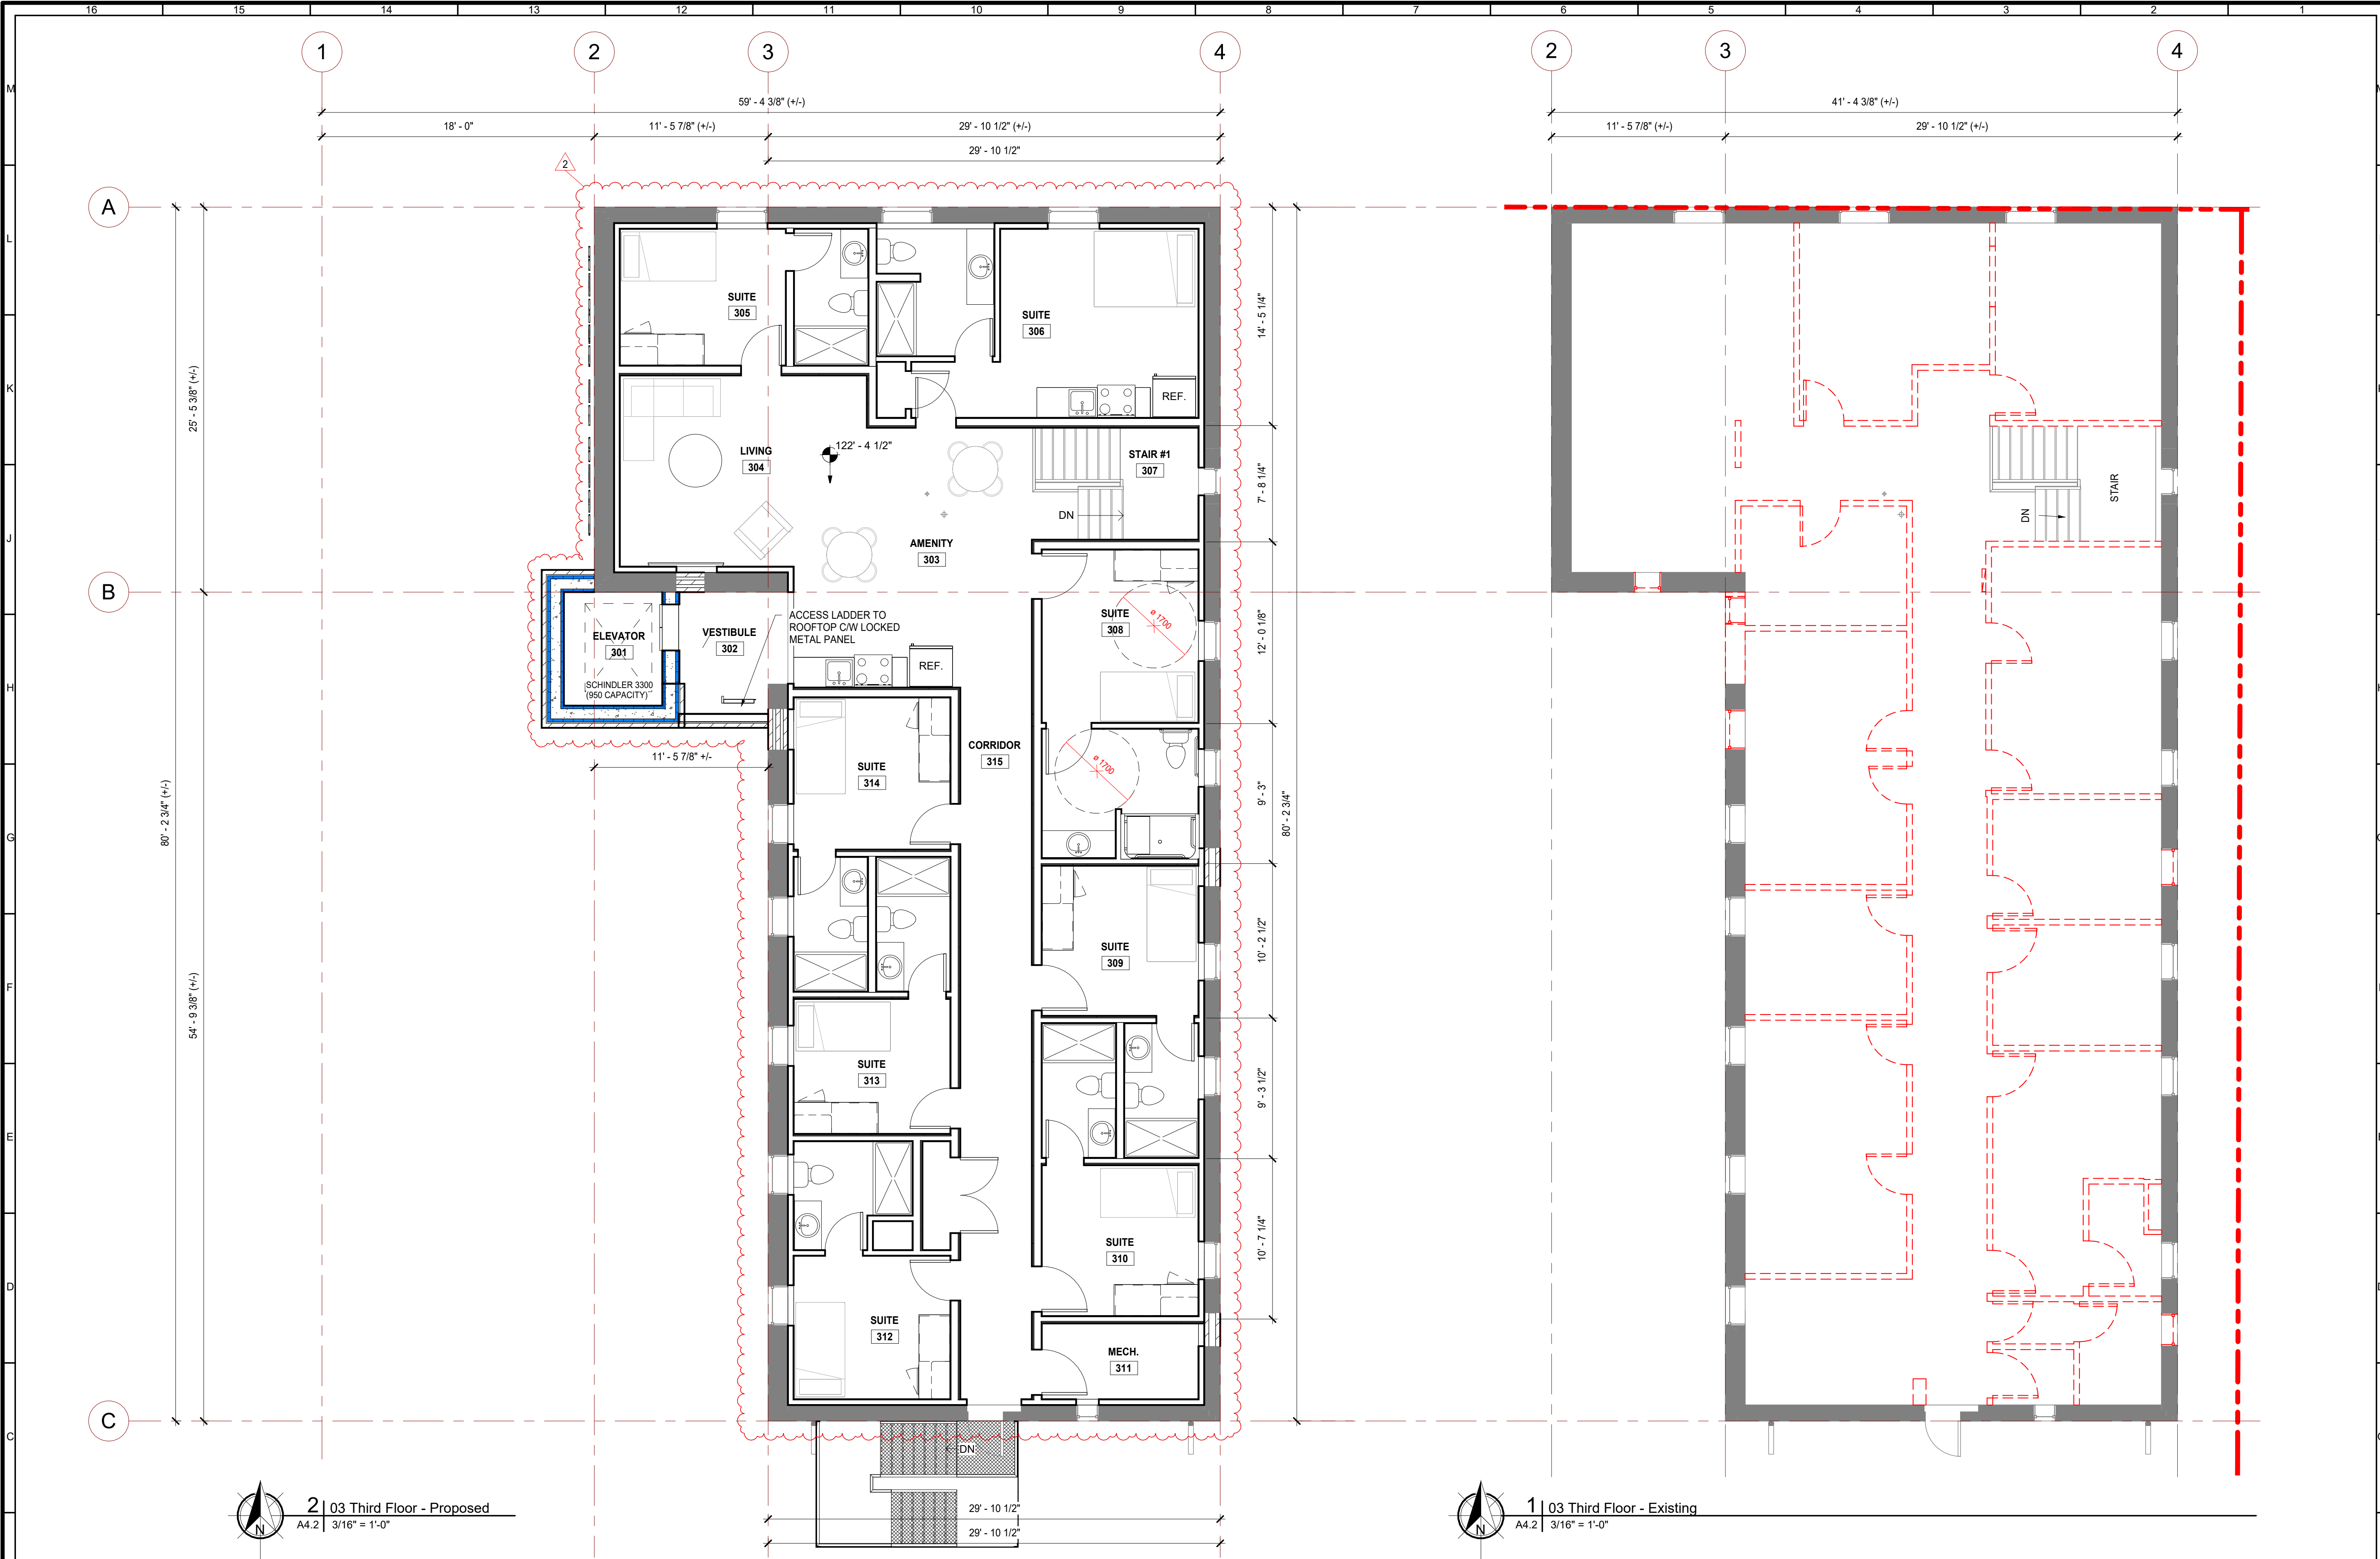 16 15 14 13 12 11 10 9 8 7 6 5 4 3 2 1
1 2 3 4
2 3 4
59' - 4 3/8" (+/-)
18' - 0"
11' - 5 7/8" (+/-)
29' - 10 1/2" (+/-)
29' - 10 1/2"
41' - 4 3/8" (+/-)
11' - 5 7/8" (+/-)
29' - 10 1/2" (+/-)
2
M
L
K
J
H
G
F
E
D
C
A
B
C
25' - 5 3/8" (+/-)
80' - 2 3/4" (+/-)
54' - 9 3/8" (+/-)
SUITE
305
SUITE
306
REF.
LIVING
304
122' - 4 1/2"
STAIR #1
307
DN
AMENITY
303
ELEVATOR
301
SCHINDLER 3300
(950 CAPACITY)
VESTIBULE
302
ACCESS LADDER TO
ROOFTOP C/W LOCKED
METAL PANEL
REF.
SUITE
308
ø 1700
ø 1700
11' - 5 7/8" +/-
CORRIDOR
315
SUITE
314
SUITE
309
SUITE
313
SUITE
310
SUITE
312
MECH.
311
DN
14' - 5 1/4"
7' - 8 1/4"
12' - 0 1/8"
9' - 3"
80' - 2 3/4"
10' - 2 1/2"
9' - 3 1/2"
10' - 7 1/4"
29' - 10 1/2"
29' - 10 1/2"
STAIR
DN
N
2 03 Third Floor - Proposed
A4.2 3/16" = 1'-0"
N
1 03 Third Floor - Existing
A4.2 3/16" = 1'-0"